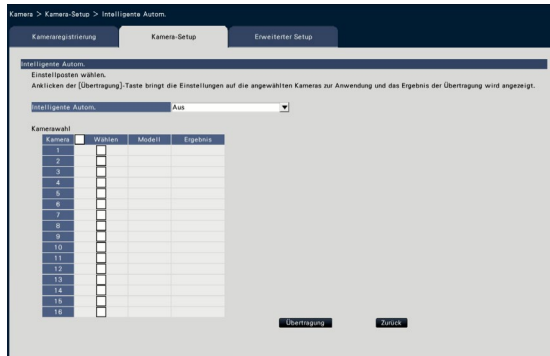 Kamera > Kamera-Setup > Intelligente Autom.
Kameraregistrierung Kamera-Setup Erweiterter Setup
Intelligente Autom.
Einstellposten wählen.
Anklicken der [Übertragung]-Taste bringt die Einstellungen auf die angewählten Kameras zur Anwendung und das Ergebnis der Übertragung wird angezeigt.
Intelligente Autom. Aus
Kamerawahl
Kamera Wählen Modell Ergebnis
1
2
3
4
5
6
7
8
9
10
11
12
13
14
15
16
Übertragung Zurück